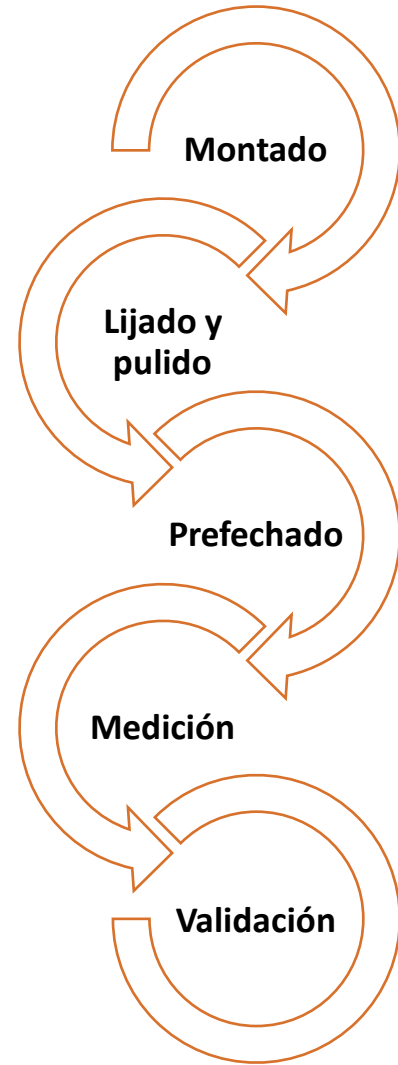 Montado
Lijado y
pulido
Prefechado
Medición
Validación